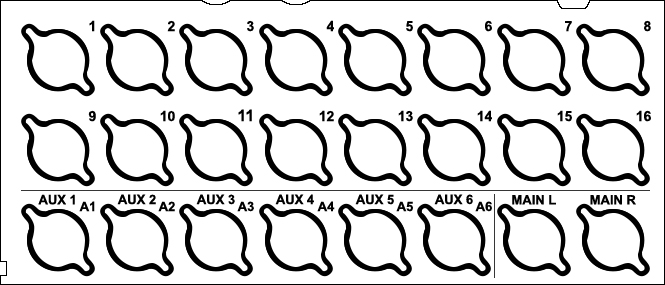 1 2 3 4 5 6 7 8
9 10 11 12 13 14 15 16
AUX 1 AUX 2 AUX 3 AUX 4 AUX 5 AUX 6 MAIN L MAIN R
A1 A2 A3 A4 A5 A6